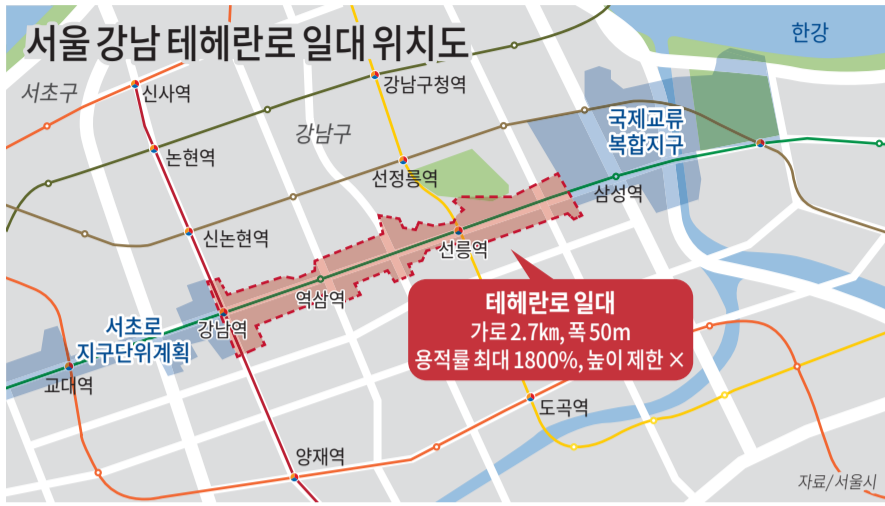 서울 강남 테헤란로 일대 위치도
한강
서초구
신사역
강남구청역
강남구
국제교류
복합지구
논현역
선정릉역
삼성역
신논현역
선릉역
역삼역
테헤란로 일대
가로 2.7㎞, 폭 50m
용적률 최대 1800%, 높이 제한 ×
서초로
지구단위계획
강남역
교대역
도곡역
양재역
자료/서울시